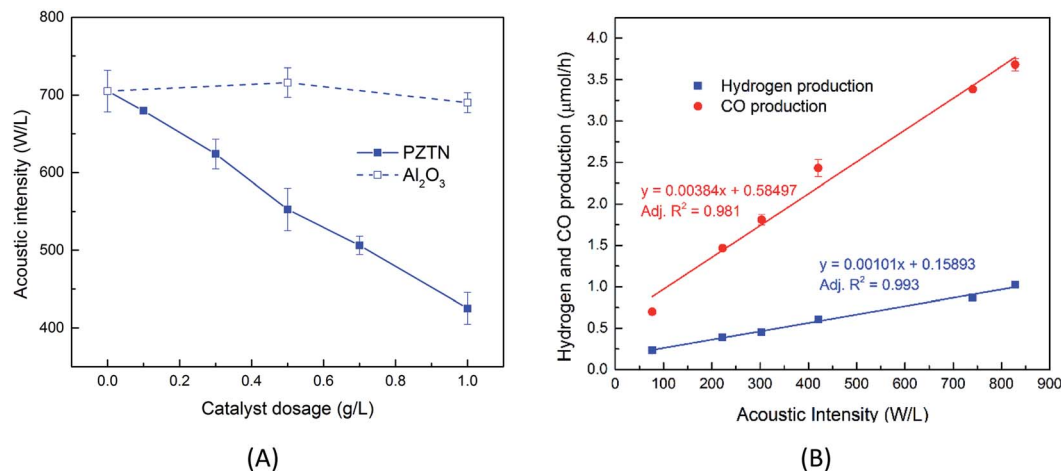 800
700
600
500
400
Acoustic intensity (W/L)
PZTN
Al₂O₃
0.0 0.2 0.4 0.6 0.8 1.0
Catalyst dosage (g/L)
(A)
4.0
3.5
3.0
2.5
2.0
1.5
1.0
0.5
0.0
Hydrogen and CO production (μmol/h)
Hydrogen production
CO production
y = 0.00384x + 0.58497
Adj. R² = 0.981
y = 0.00101x + 0.15893
Adj. R² = 0.993
0 100 200 300 400 500 600 700 800 900
Acoustic Intensity (W/L)
(B)